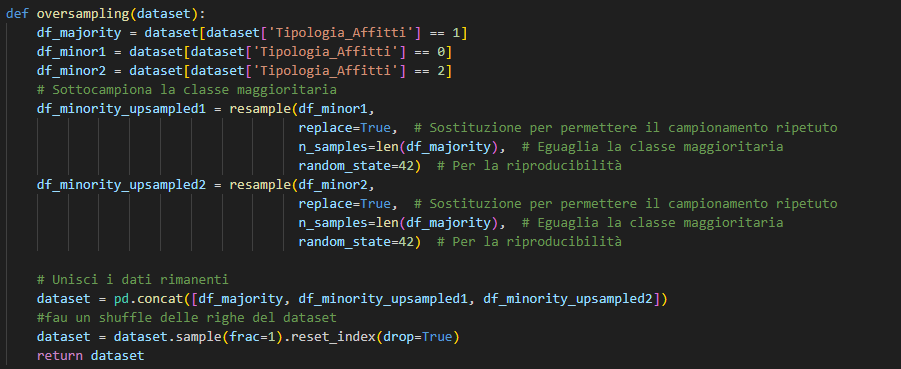 def oversampling(dataset):
    df_majority = dataset[dataset['Tipologia_Affitti'] == 1]
    df_minor1 = dataset[dataset['Tipologia_Affitti'] == 0]
    df_minor2 = dataset[dataset['Tipologia_Affitti'] == 2]
    # Sottocampiona la classe maggioritaria
    df_minority_upsampled1 = resample(df_minor1,
                                      replace=True,  # Sostituzione per permettere il campionamento ripetuto
                                      n_samples=len(df_majority),  # Eguaglia la classe maggioritaria
                                      random_state=42)  # Per la riproducibilità
    df_minority_upsampled2 = resample(df_minor2,
                                      replace=True,  # Sostituzione per permettere il campionamento ripetuto
                                      n_samples=len(df_majority),  # Eguaglia la classe maggioritaria
                                      random_state=42)  # Per la riproducibilità
    # Unisci i dati rimanenti
    dataset = pd.concat([df_majority, df_minority_upsampled1, df_minority_upsampled2])
    #fau un shuffle delle righe del dataset
    dataset = dataset.sample(frac=1).reset_index(drop=True)
    return dataset